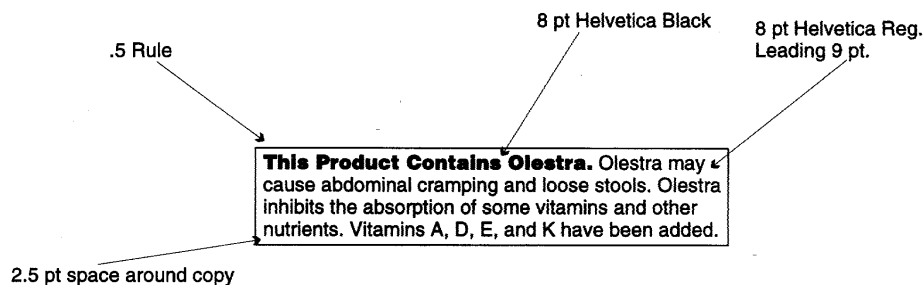 8 pt Helvetica Black
8 pt Helvetica Reg.
Leading 9 pt.
.5 Rule
This Product Contains Olestra. Olestra may
cause abdominal cramping and loose stools. Olestra
inhibits the absorption of some vitamins and other
nutrients. Vitamins A, D, E, and K have been added.
2.5 pt space around copy